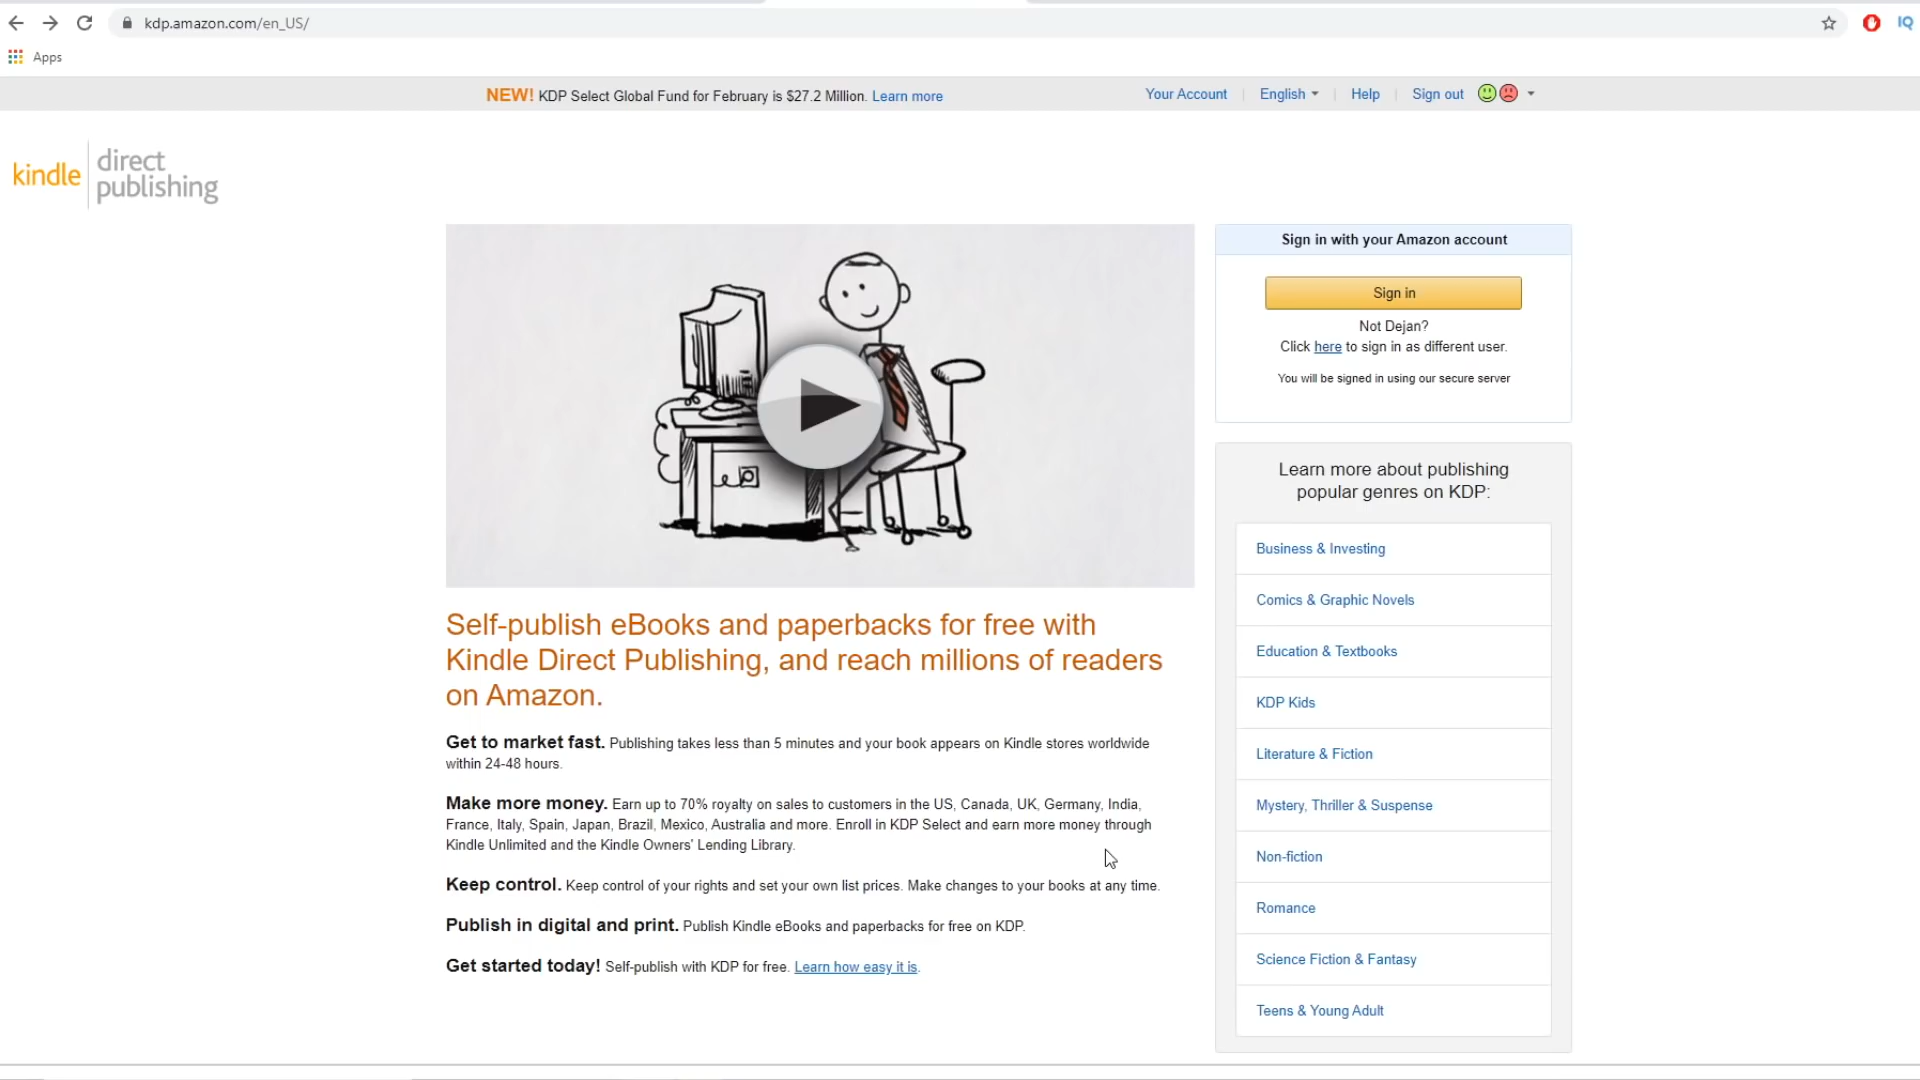 kdp.amazon.com/en_US/
IQ
Apps
NEW! KDP Select Global Fund for February is $27.2 Million. Learn more
Your Account
English
Help
Sign out
kindle
direct
publishing
Sign in with your Amazon account
Sign in
Not Dejan?
Click here to sign in as different user.
You will be signed in using our secure server
Self-publish eBooks and paperbacks for free with
Kindle Direct Publishing, and reach millions of readers
on Amazon.
Get to market fast. Publishing takes less than 5 minutes and your book appears on Kindle stores worldwide
within 24-48 hours.
Make more money. Earn up to 70% royalty on sales to customers in the US, Canada, UK, Germany, India,
France, Italy, Spain, Japan, Brazil, Mexico, Australia and more. Enroll in KDP Select and earn more money through
Kindle Unlimited and the Kindle Owners' Lending Library.
Keep control. Keep control of your rights and set your own list prices. Make changes to your books at any time.
Publish in digital and print. Publish Kindle eBooks and paperbacks for free on KDP.
Get started today! Self-publish with KDP for free. Learn how easy it is.
Learn more about publishing
popular genres on KDP:
Business & Investing
Comics & Graphic Novels
Education & Textbooks
KDP Kids
Literature & Fiction
Mystery, Thriller & Suspense
Non-fiction
Romance
Science Fiction & Fantasy
Teens & Young Adult